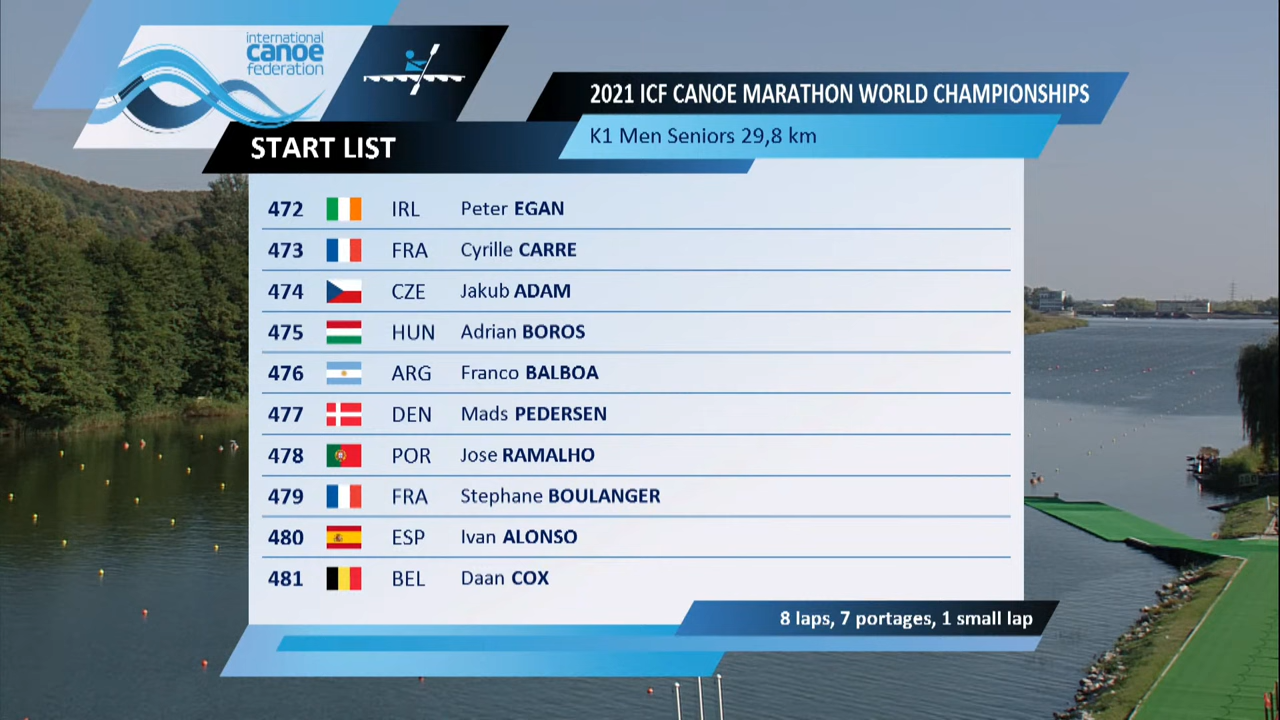 international
canoe
federation
2021 ICF CANOE MARATHON WORLD CHAMPIONSHIPS
K1 Men Seniors 29,8 km
START LIST
472 IRL Peter EGAN
473 FRA Cyrille CARRE
474 CZE Jakub ADAM
475 HUN Adrian BOROS
476 ARG Franco BALBOA
477 DEN Mads PEDERSEN
478 POR Jose RAMALHO
479 FRA Stephane BOULANGER
480 ESP Ivan ALONSO
481 BEL Daan COX
8 laps, 7 portages, 1 small lap